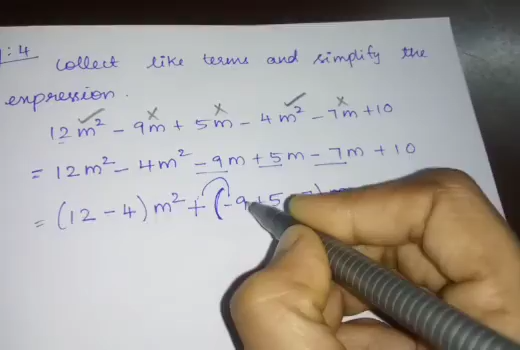 : 4 collect like terms and simplify the
expression.
12m² - 9m + 5m - 4m² - 7m + 10
= 12m² - 4m² - 9m + 5m - 7m + 10
= (12 - 4) m² + (-9 + 5